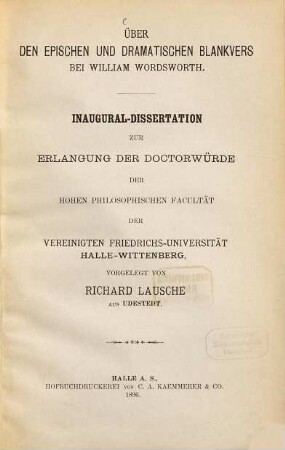 ÜBER
DEN EPISCHEN UND DRAMATISCHEN BLANKVERS
BEI WILLIAM WORDSWORTH.
INAUGURAL-DISSERTATION
ZUR
ERLANGUNG DER DOCTORWÜRDE
DER
HOHEN PHILOSOPHISCHEN FACULTÄT
DER
VEREINIGTEN FRIEDRICHS-UNIVERSITÄT
HALLE-WITTENBERG,
VORGELEGT VON
RICHARD LAUSCHE
AUS UDESTEDT.
HALLE A. S.,
HOFBUCHDRUCKEREI VON C. A. KAEMMERER & CO.